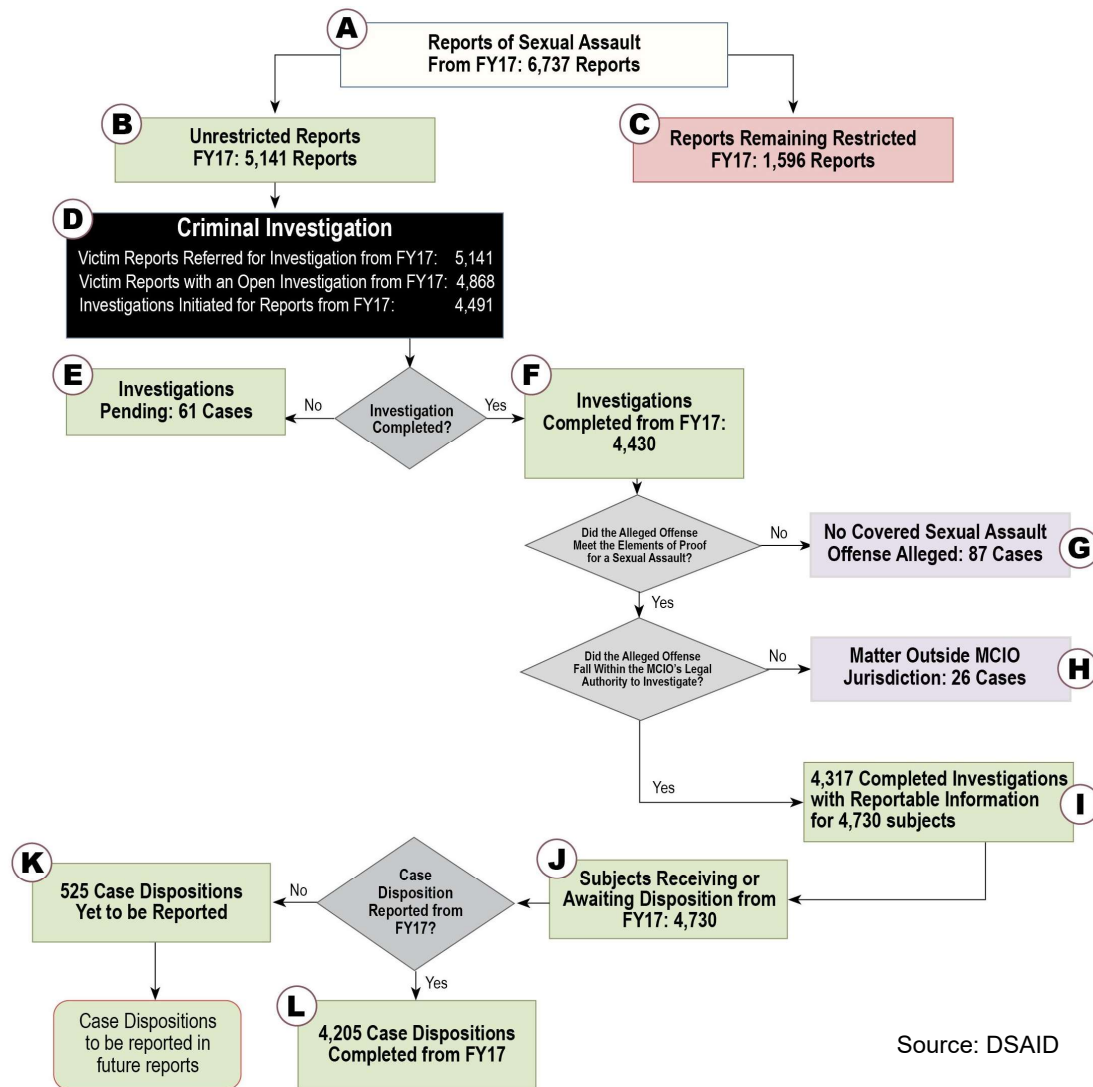 A
Reports of Sexual Assault
From FY17: 6,737 Reports
B
Unrestricted Reports
FY17: 5,141 Reports
C
Reports Remaining Restricted
FY17: 1,596 Reports
D
Criminal Investigation
Victim Reports Referred for Investigation from FY17: 5,141
Victim Reports with an Open Investigation from FY17: 4,868
Investigations Initiated for Reports from FY17: 4,491
E
Investigations
Pending: 61 Cases
No
Investigation
Completed?
Yes
F
Investigations
Completed from FY17:
4,430
Did the Alleged Offense
Meet the Elements of Proof
for a Sexual Assault?
No
No Covered Sexual Assault
Offense Alleged: 87 Cases
G
Yes
Did the Alleged Offense
Fall Within the MCIO's Legal
Authority to Investigate?
No
Matter Outside MCIO
Jurisdiction: 26 Cases
H
Yes
4,317 Completed Investigations
with Reportable Information
for 4,730 subjects
I
J
Subjects Receiving or
Awaiting Disposition from
FY17: 4,730
Case
Disposition
Reported from
FY17?
No
K
525 Case Dispositions
Yet to be Reported
Yes
Case Dispositions
to be reported in
future reports
L
4,205 Case Dispositions
Completed from FY17
Source: DSAID